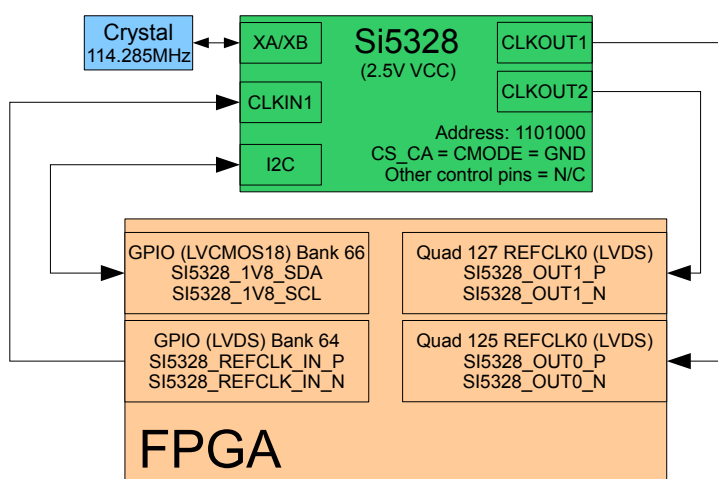 Crystal
114.285MHz
XA/XB
CLKIN1
I2C
Si5328
(2.5V VCC)
CLKOUT1
CLKOUT2
Address: 1101000
CS_CA = CMODE = GND
Other control pins = N/C
GPIO (LVCMOS18) Bank 66
SI5328_1V8_SDA
SI5328_1V8_SCL
Quad 127 REFCLK0 (LVDS)
SI5328_OUT1_P
SI5328_OUT1_N
GPIO (LVDS) Bank 64
SI5328_REFCLK_IN_P
SI5328_REFCLK_IN_N
Quad 125 REFCLK0 (LVDS)
SI5328_OUT0_P
SI5328_OUT0_N
FPGA